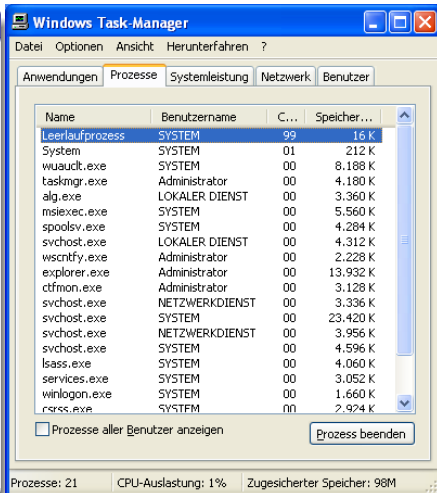 Windows Task-Manager
Datei Optionen Ansicht Herunterfahren ?
Anwendungen Prozesse Systemleistung Netzwerk Benutzer
Name Benutzername C... Speicher...
Leerlaufprozess SYSTEM 99 16 K
System SYSTEM 01 212 K
wuauclt.exe SYSTEM 00 8.188 K
taskmgr.exe Administrator 00 4.180 K
alg.exe LOKALER DIENST 00 3.360 K
msiexec.exe SYSTEM 00 5.560 K
spoolsv.exe SYSTEM 00 4.284 K
svchost.exe LOKALER DIENST 00 4.312 K
wscntfy.exe Administrator 00 2.228 K
explorer.exe Administrator 00 13.932 K
ctfmon.exe Administrator 00 3.128 K
svchost.exe NETZWERKDIENST 00 3.336 K
svchost.exe SYSTEM 00 23.420 K
svchost.exe NETZWERKDIENST 00 3.956 K
svchost.exe SYSTEM 00 4.596 K
lsass.exe SYSTEM 00 4.060 K
services.exe SYSTEM 00 3.052 K
winlogon.exe SYSTEM 00 1.660 K
csrss.exe SYSTEM 00 2.924 K
Prozesse aller Benutzer anzeigen
Prozess beenden
Prozesse: 21 CPU-Auslastung: 1% Zugesicherter Speicher: 98M